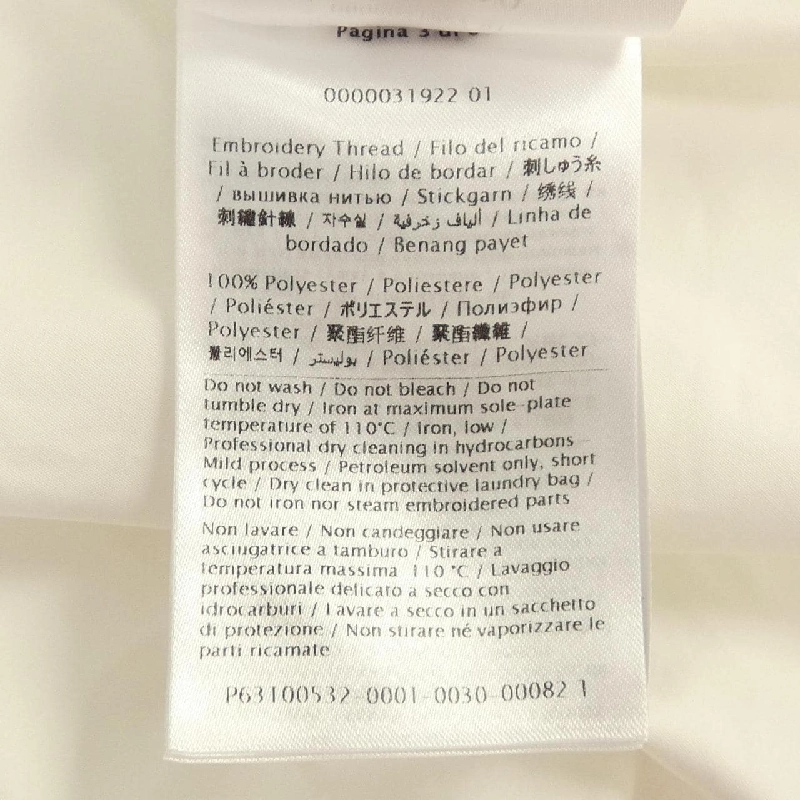 Pagina 3 di
0000031922 01
Embroidery Thread / Filo del ricamo /
Fil à broder / Hilo de bordar / 刺しゅう糸
/ вышивка нитью / Stickgarn / 绣线 /
刺繡針線 / 자수실 / ألياف زخرفية / Linha de
bordado / Benang payet
100% Polyester / Poliestere / Polyester
/ Poliéster / ポリエステル / Полиэфир /
Polyester / 聚酯纤维 / 聚酯纖維 /
폴리에스터 / بوليستر / Poliéster / Polyester
Do not wash / Do not bleach / Do not
tumble dry / Iron at maximum sole-plate
temperature of 110°C / Iron, low /
Professional dry cleaning in hydrocarbons
Mild process / Petroleum solvent only, short
cycle / Dry clean in protective laundry bag /
Do not iron nor steam embroidered parts
Non lavare / Non candeggiare / Non usare
asciugatrice a tamburo / Stirare a
temperatura massima 110 °C / Lavaggio
professionale delicato a secco con
idrocarburi / Lavare a secco in un sacchetto
di protezione / Non stirare né vaporizzare le
parti ricamate
P63100532-0001-0030-00082 1